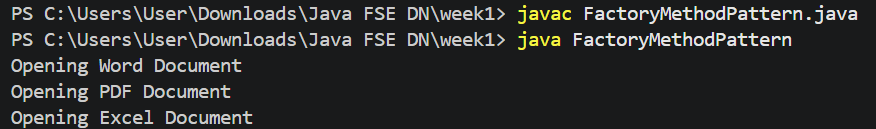 PS C:\Users\User\Downloads\Java FSE DN\week1> javac FactoryMethodPattern.java
PS C:\Users\User\Downloads\Java FSE DN\week1> java FactoryMethodPattern
Opening Word Document
Opening PDF Document
Opening Excel Document